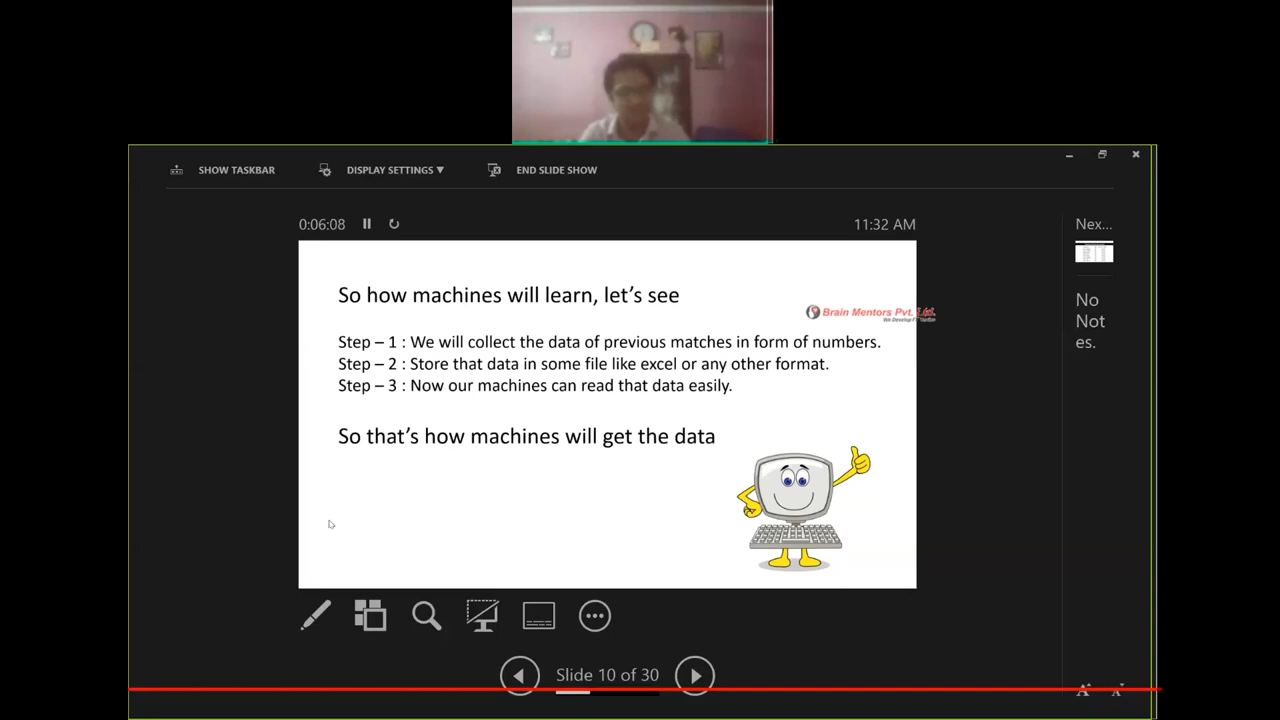 SHOW TASKBAR DISPLAY SETTINGS ▼ END SLIDE SHOW
0:06:08 11:32 AM
Nex...
So how machines will learn, let's see
Brain Mentors Pvt. Ltd.
Step – 1 : We will collect the data of previous matches in form of numbers.
Step – 2 : Store that data in some file like excel or any other format.
Step – 3 : Now our machines can read that data easily.
So that's how machines will get the data
No
Not
es.
Slide 10 of 30
A A